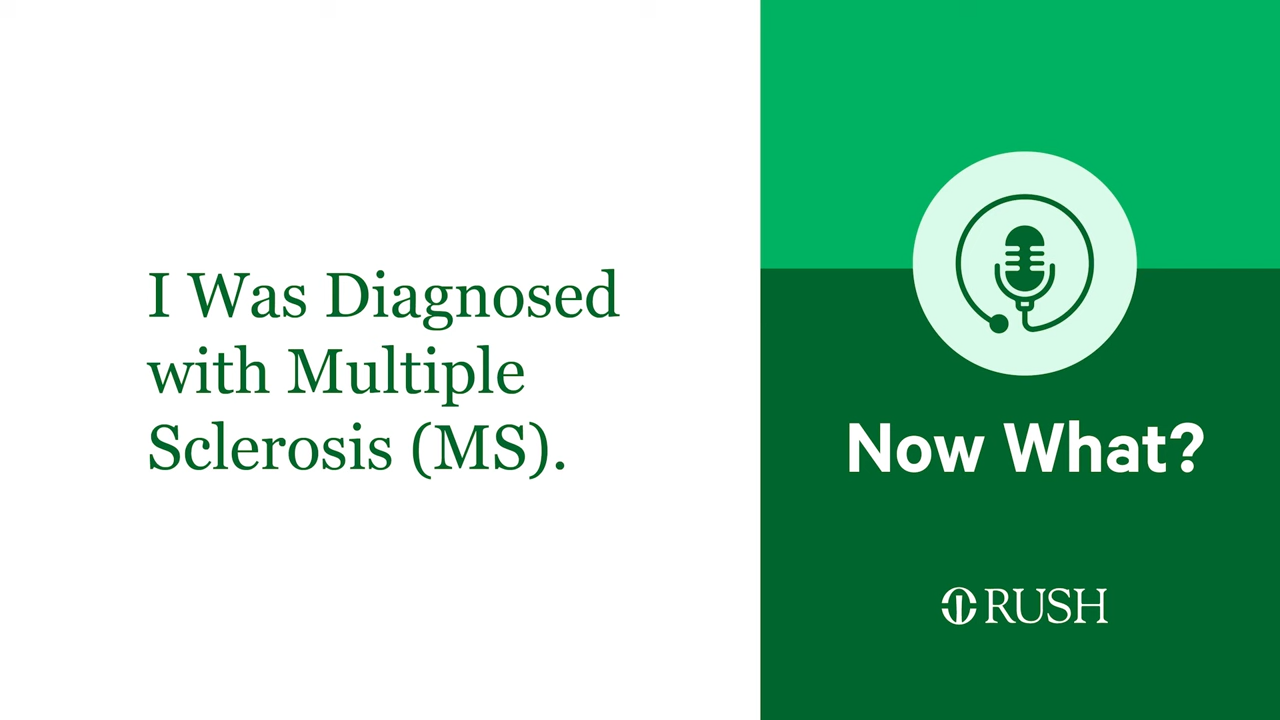 I Was Diagnosed
with Multiple
Sclerosis (MS).
Now What?
RUSH